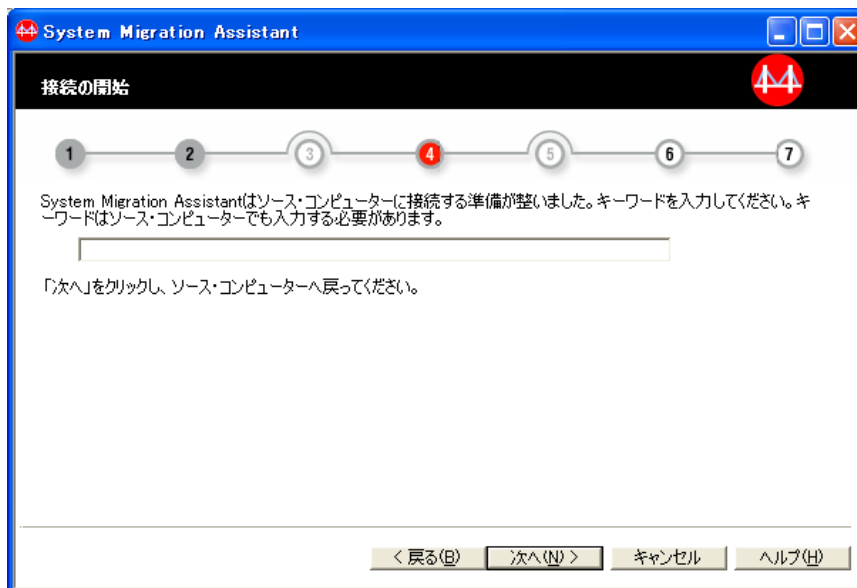 System Migration Assistant
接続の開始
1 2 3 4 5 6 7
System Migration Assistantはソース・コンピューターに接続する準備が整いました。キーワードを入力してください。キ
ーワードはソース・コンピューターでも入力する必要があります。
「次へ」をクリックし、ソース・コンピューターへ戻ってください。
< 戻る(B) 次へ(N) > キャンセル ヘルプ(H)